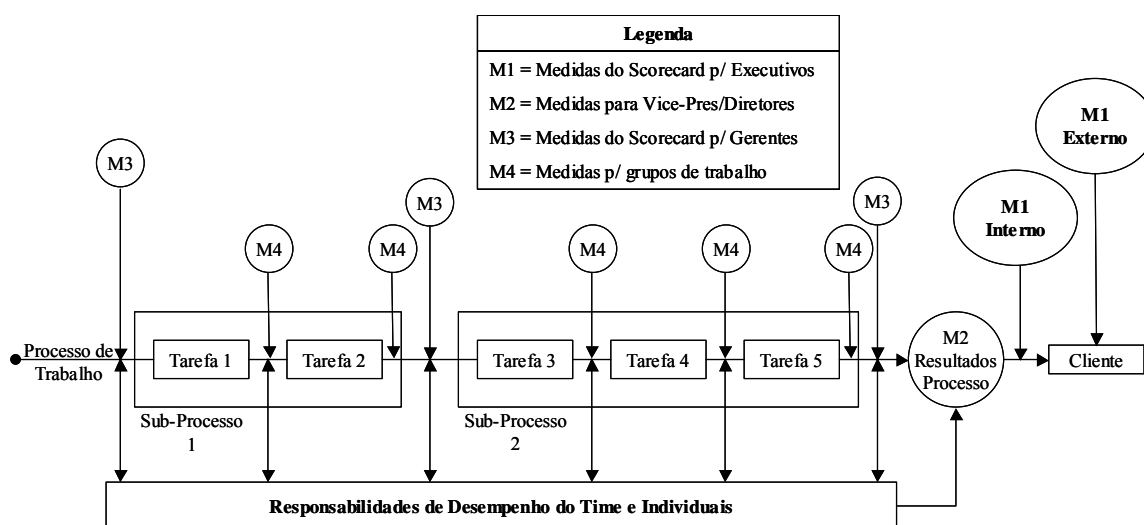 Legenda
M1 = Medidas do Scorecard p/ Executivos
M2 = Medidas para Vice-Pres/Diretores
M3 = Medidas do Scorecard p/ Gerentes
M4 = Medidas p/ grupos de trabalho
M1
Externo
M1
Interno
M3
M3
M3
M4
M4
M4
M4
M4
Processo de
Trabalho
Tarefa 1
Tarefa 2
Tarefa 3
Tarefa 4
Tarefa 5
M2
Resultados
Processo
Cliente
Sub-Processo
1
Sub-Processo
2
Responsabilidades de Desempenho do Time e Individuais